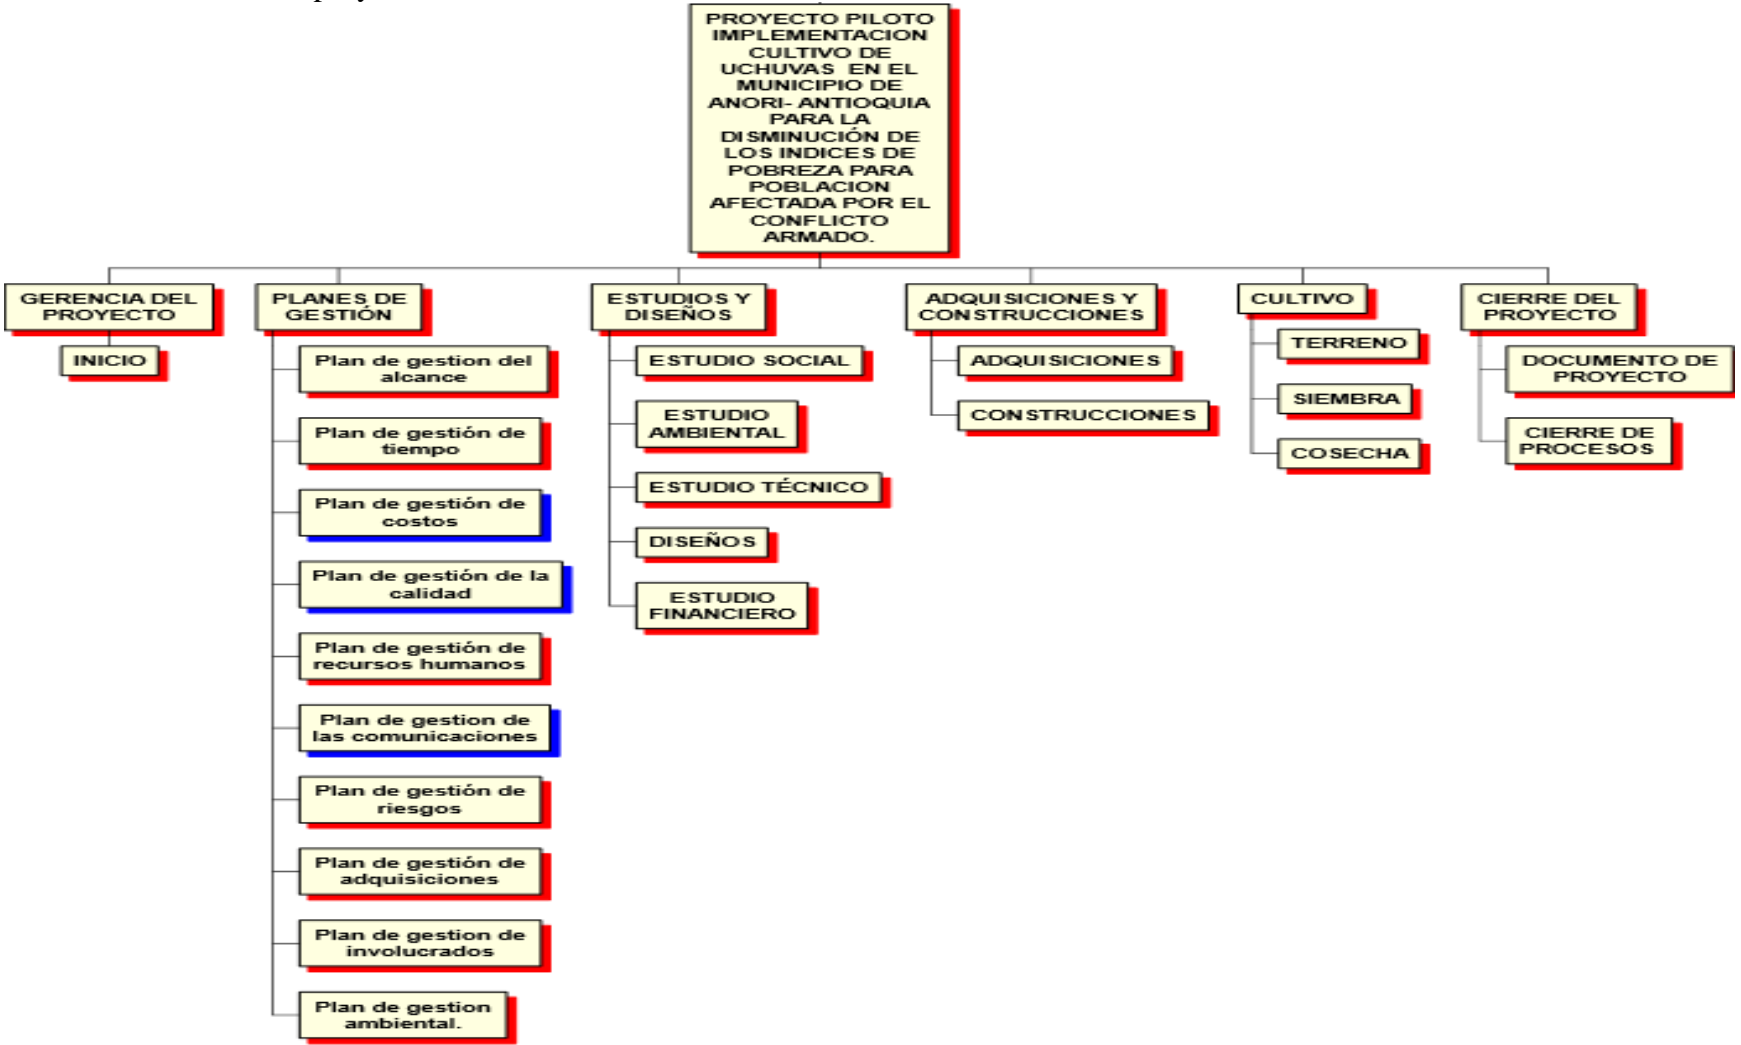 PROYECTO PILOTO
IMPLEMENTACION
CULTIVO DE
UCHUVAS EN EL
MUNICIPIO DE
ANORI- ANTIOQUIA
PARA LA
DISMINUCIÓN DE
LOS INDICES DE
POBREZA PARA
POBLACION
AFECTADA POR EL
CONFLICTO
ARMADO.
GERENCIA DEL
PROYECTO
INICIO
PLANES DE
GESTIÓN
Plan de gestion del
alcance
Plan de gestión de
tiempo
Plan de gestión de
costos
Plan de gestión de la
calidad
Plan de gestión de
recursos humanos
Plan de gestion de
las comunicaciones
Plan de gestión de
riesgos
Plan de gestión de
adquisiciones
Plan de gestion de
involucrados
Plan de gestion
ambiental.
ESTUDIOS Y
DISEÑOS
ESTUDIO SOCIAL
ESTUDIO
AMBIENTAL
ESTUDIO TÉCNICO
DISEÑOS
ESTUDIO
FINANCIERO
ADQUISICIONES Y
CONSTRUCCIONES
ADQUISICIONES
CONSTRUCCIONES
CULTIVO
TERRENO
SIEMBRA
COSECHA
CIERRE DEL
PROYECTO
DOCUMENTO DE
PROYECTO
CIERRE DE
PROCESOS